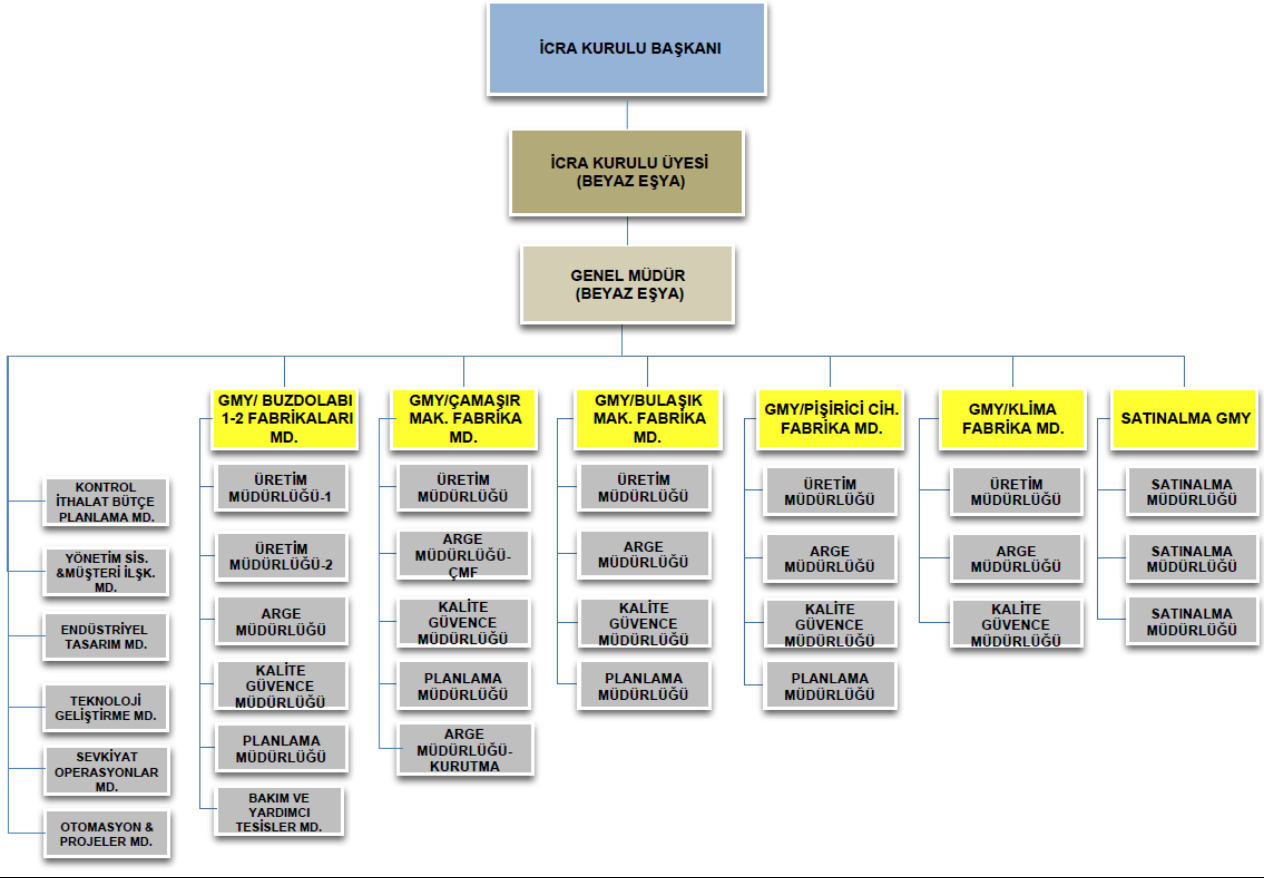 İCRA KURULU BAŞKANI
İCRA KURULU ÜYESİ
(BEYAZ EŞYA)
GENEL MÜDÜR
(BEYAZ EŞYA)
KONTROL
İTHALAT BÜTÇE
PLANLAMA MD.
YÖNETİM SİS.
&MÜŞTERİ İLŞK.
MD.
ENDÜSTRİYEL
TASARIM MD.
TEKNOLOJİ
GELİŞTİRME MD.
SEVKİYAT
OPERASYONLAR
MD.
OTOMASYON &
PROJELER MD.
GMY/ BUZDOLABI
1-2 FABRİKALARI
MD.
ÜRETİM
MÜDÜRLÜĞÜ-1
ÜRETİM
MÜDÜRLÜĞÜ-2
ARGE
MÜDÜRLÜĞÜ
KALİTE
GÜVENCE
MÜDÜRLÜĞÜ
PLANLAMA
MÜDÜRLÜĞÜ
BAKIM VE
YARDIMCI
TESİSLER MD.
GMY/ÇAMAŞIR
MAK. FABRİKA
MD.
ÜRETİM
MÜDÜRLÜĞÜ
ARGE
MÜDÜRLÜĞÜ-
ÇMF
KALİTE
GÜVENCE
MÜDÜRLÜĞÜ
PLANLAMA
MÜDÜRLÜĞÜ
ARGE
MÜDÜRLÜĞÜ-
KURUTMA
GMY/BULAŞIK
MAK. FABRİKA
MD.
ÜRETİM
MÜDÜRLÜĞÜ
ARGE
MÜDÜRLÜĞÜ
KALİTE
GÜVENCE
MÜDÜRLÜĞÜ
PLANLAMA
MÜDÜRLÜĞÜ
GMY/PİŞİRİCİ CİH.
FABRİKA MD.
ÜRETİM
MÜDÜRLÜĞÜ
ARGE
MÜDÜRLÜĞÜ
KALİTE
GÜVENCE
MÜDÜRLÜĞÜ
PLANLAMA
MÜDÜRLÜĞÜ
GMY/KLİMA
FABRİKA MD.
ÜRETİM
MÜDÜRLÜĞÜ
ARGE
MÜDÜRLÜĞÜ
KALİTE
GÜVENCE
MÜDÜRLÜĞÜ
SATINALMA GMY
SATINALMA
MÜDÜRLÜĞÜ
SATINALMA
MÜDÜRLÜĞÜ
SATINALMA
MÜDÜRLÜĞÜ